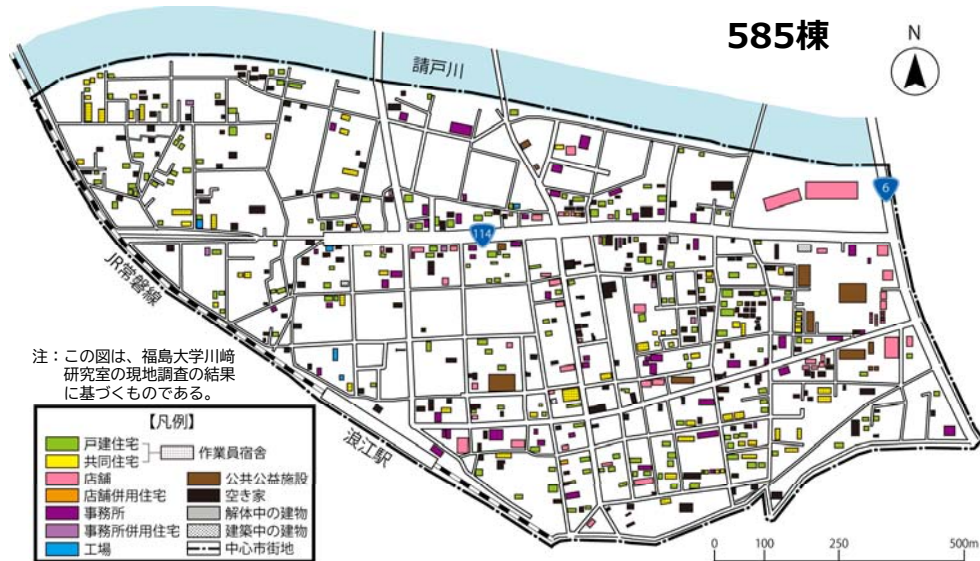 585棟
N
請戸川
6
114
JR常磐線
注：この図は、福島大学川﨑
研究室の現地調査の結果
に基づくものである。
浪江駅
【凡例】
戸建住宅
共同住宅
作業員宿舎
店舗
公共公益施設
店舗併用住宅
空き家
事務所
解体中の建物
事務所併用住宅
建築中の建物
工場
中心市街地
0 100 250 500m